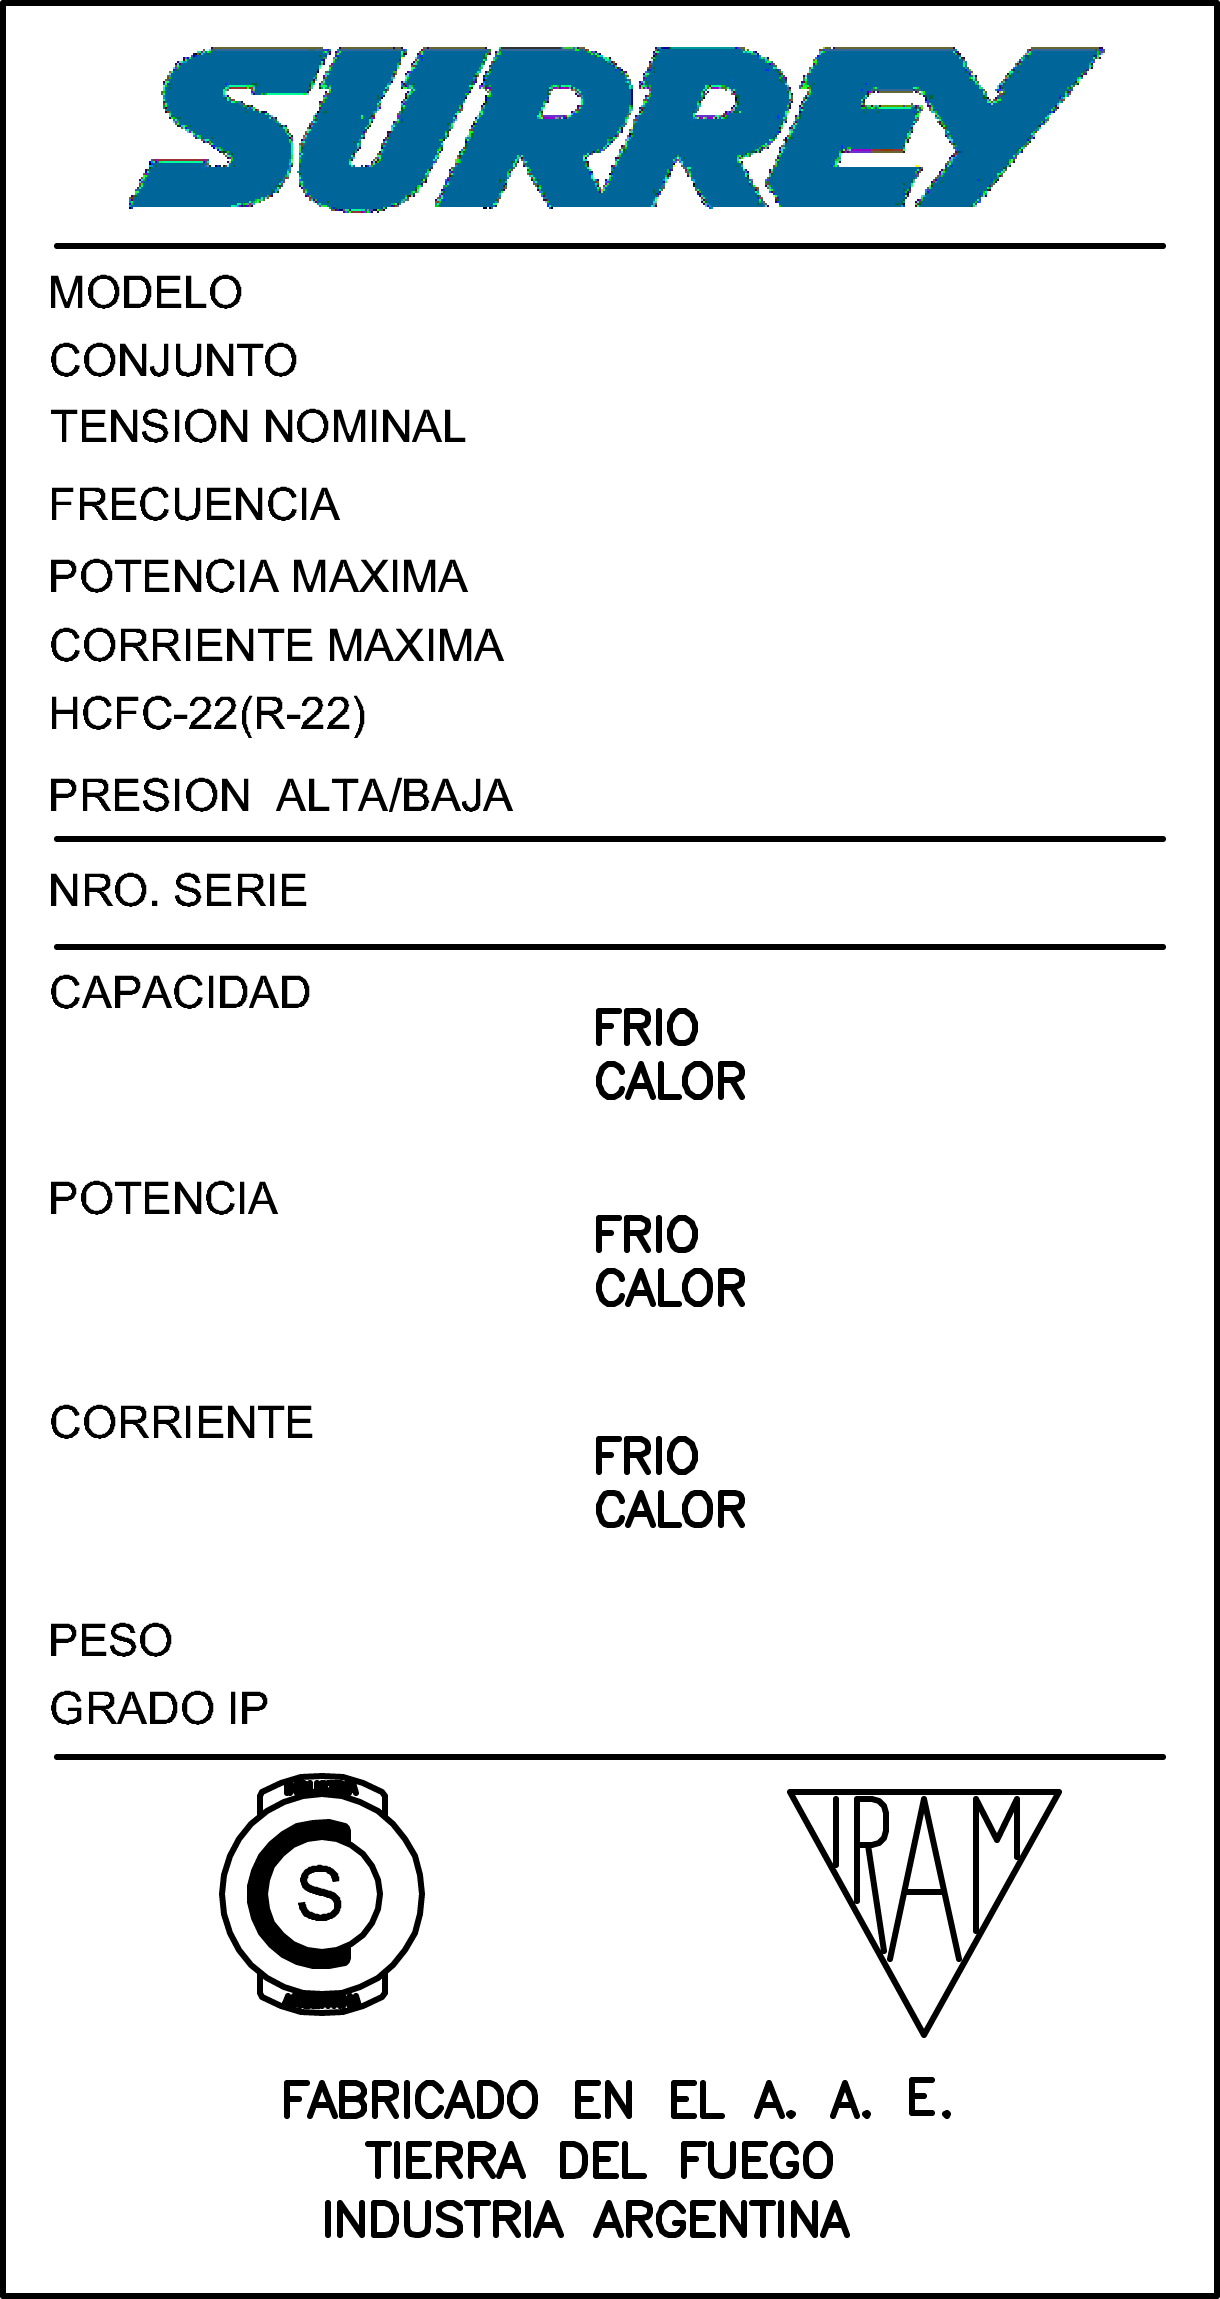 SURREY
MODELO
CONJUNTO
TENSION NOMINAL
FRECUENCIA
POTENCIA MAXIMA
CORRIENTE MAXIMA
HCFC-22(R-22)
PRESION ALTA/BAJA
NRO. SERIE
CAPACIDAD
FRIO
CALOR
POTENCIA
FRIO
CALOR
CORRIENTE
FRIO
CALOR
PESO
GRADO IP
S
IRAM
FABRICADO EN EL A. A. E.
TIERRA DEL FUEGO
INDUSTRIA ARGENTINA